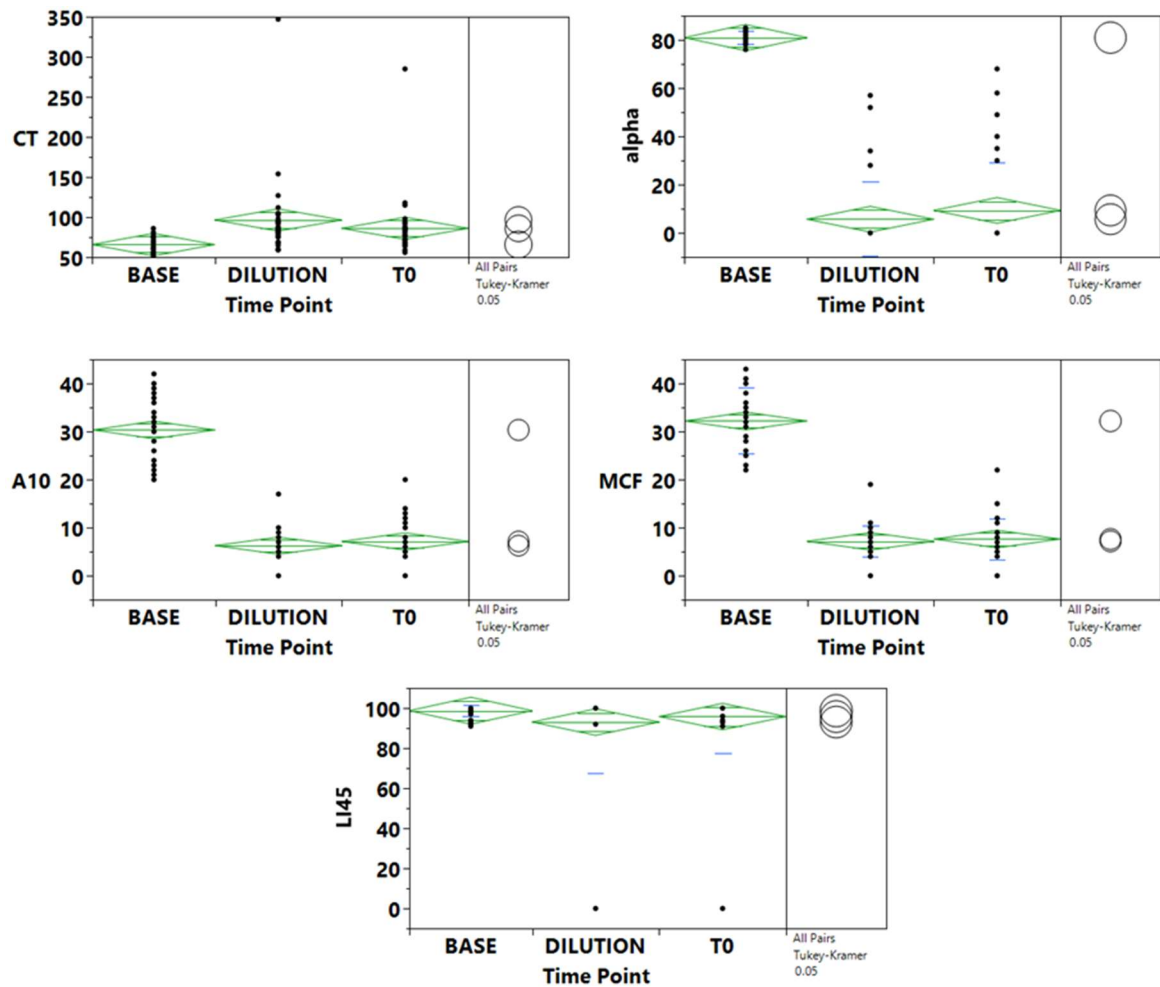 350
300
250
200
150
100
50
CT
BASE DILUTION T0
Time Point
All Pairs
Tukey-Kramer
0.05
80
60
40
20
0
alpha
BASE DILUTION T0
Time Point
All Pairs
Tukey-Kramer
0.05
40
30
20
10
0
A10
BASE DILUTION T0
Time Point
All Pairs
Tukey-Kramer
0.05
40
30
20
10
0
MCF
BASE DILUTION T0
Time Point
All Pairs
Tukey-Kramer
0.05
100
80
60
40
20
0
LI45
BASE DILUTION T0
Time Point
All Pairs
Tukey-Kramer
0.05